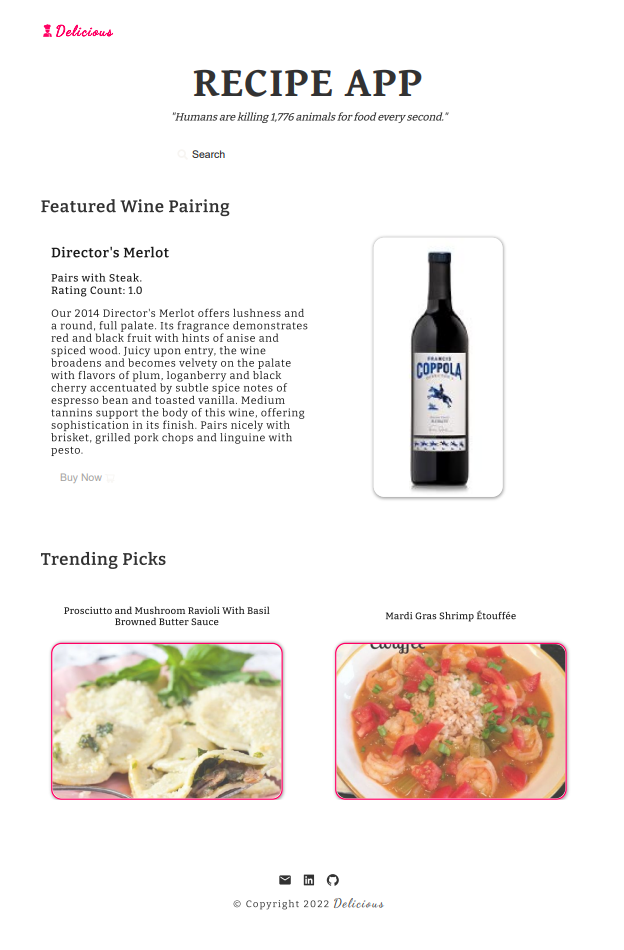 Delicious
RECIPE APP
"Humans are killing 1,776 animals for food every second."
Search
Featured Wine Pairing
Director's Merlot
Pairs with Steak.
Rating Count: 1.0
Our 2014 Director's Merlot offers lushness and
a round, full palate. Its fragrance demonstrates
red and black fruit with hints of anise and
spiced wood. Juicy upon entry, the wine
broadens and becomes velvety on the palate
with flavors of plum, loganberry and black
cherry accentuated by subtle spice notes of
espresso bean and toasted vanilla. Medium
tannins support the body of this wine, offering
sophistication in its finish. Pairs nicely with
brisket, grilled pork chops and linguine with
pesto.
Buy Now
FRANCIS
COPPOLA
Trending Picks
Prosciutto and Mushroom Ravioli With Basil
Browned Butter Sauce
Mardi Gras Shrimp Étouffée
© Copyright 2022 Delicious